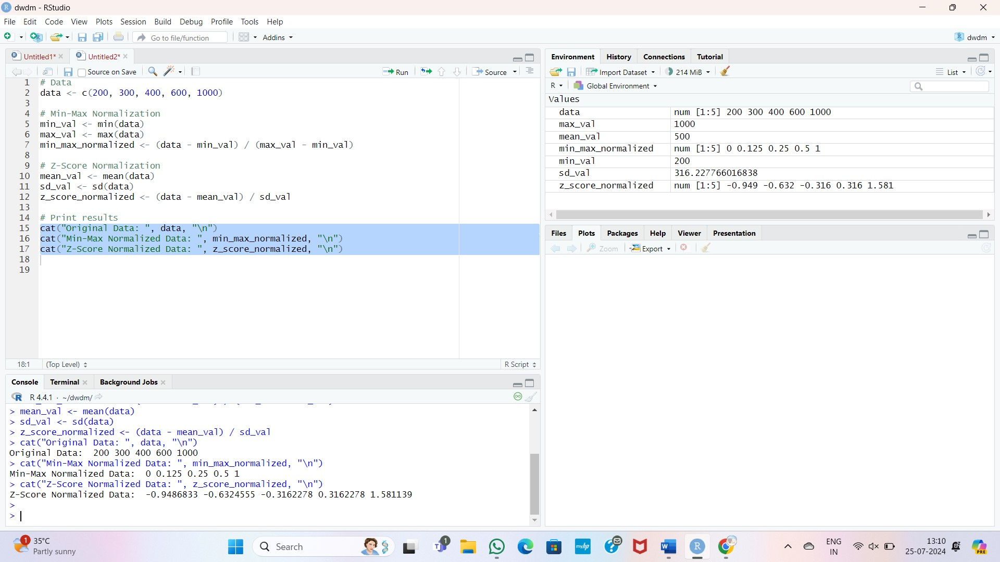 dwdm - RStudio
File Edit Code View Plots Session Build Debug Profile Tools Help
Go to file/function Addins dwdm
Untitled1* Untitled2*
Source on Save Run Source
1 # Data
2 data <- c(200, 300, 400, 600, 1000)
3
4 # Min-Max Normalization
5 min_val <- min(data)
6 max_val <- max(data)
7 min_max_normalized <- (data - min_val) / (max_val - min_val)
8
9 # Z-Score Normalization
10 mean_val <- mean(data)
11 sd_val <- sd(data)
12 z_score_normalized <- (data - mean_val) / sd_val
13
14 # Print results
15 cat("Original Data: ", data, "\n")
16 cat("Min-Max Normalized Data: ", min_max_normalized, "\n")
17 cat("Z-Score Normalized Data: ", z_score_normalized, "\n")
18
19
18:1 (Top Level) R Script
Console Terminal Background Jobs
R 4.4.1 · ~/dwdm/
> mean_val <- mean(data)
> sd_val <- sd(data)
> z_score_normalized <- (data - mean_val) / sd_val
> cat("Original Data: ", data, "\n")
Original Data:  200 300 400 600 1000
> cat("Min-Max Normalized Data: ", min_max_normalized, "\n")
Min-Max Normalized Data:  0 0.125 0.25 0.5 1
> cat("Z-Score Normalized Data: ", z_score_normalized, "\n")
Z-Score Normalized Data:  -0.9486833 -0.6324555 -0.3162278 0.3162278 1.581139
>
>
Environment History Connections Tutorial
Import Dataset 214 MiB List
R Global Environment
Values
data num [1:5] 200 300 400 600 1000
max_val 1000
mean_val 500
min_max_normalized num [1:5] 0 0.125 0.25 0.5 1
min_val 200
sd_val 316.227766016838
z_score_normalized num [1:5] -0.949 -0.632 -0.316 0.316 1.581
Files Plots Packages Help Viewer Presentation
Zoom Export
1 35°C
Partly sunny
Search
1
myhp
ENG
IN
13:10
25-07-2024
PRE